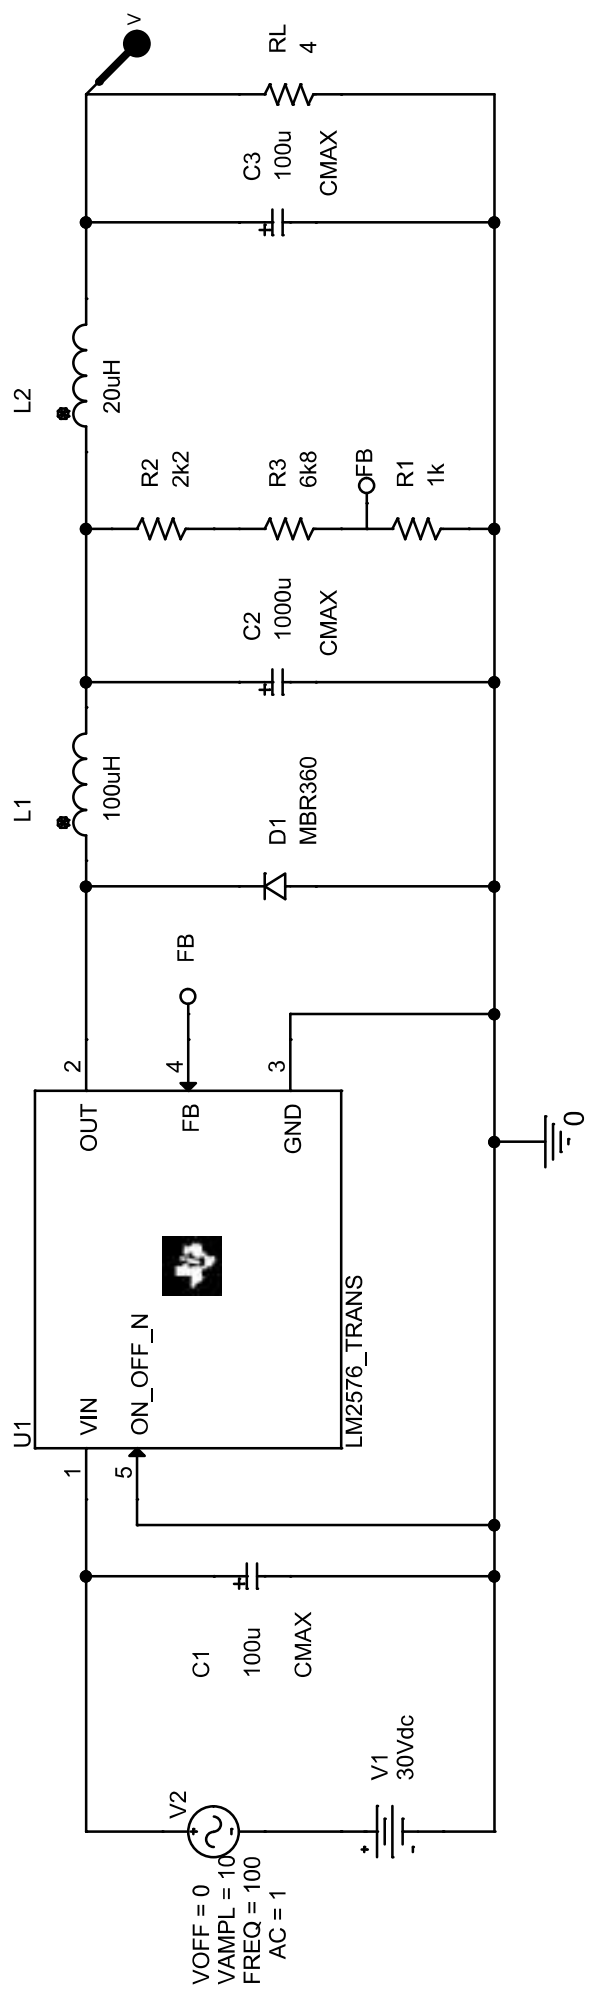 VOFF = 0
VAMPL = 10
FREQ = 100
AC = 1
V2
V1
30Vdc
+
-
+
-
C1
100u
CMAX
+
U1
1
VIN
5
ON_OFF_N
LM2576_TRANS
OUT
2
FB
4
FB
GND
3
0
D1
MBR360
L1
100uH
C2
1000u
CMAX
+
R2
2k2
R3
6k8
FB
R1
1k
L2
20uH
C3
100u
CMAX
+
RL
4
V